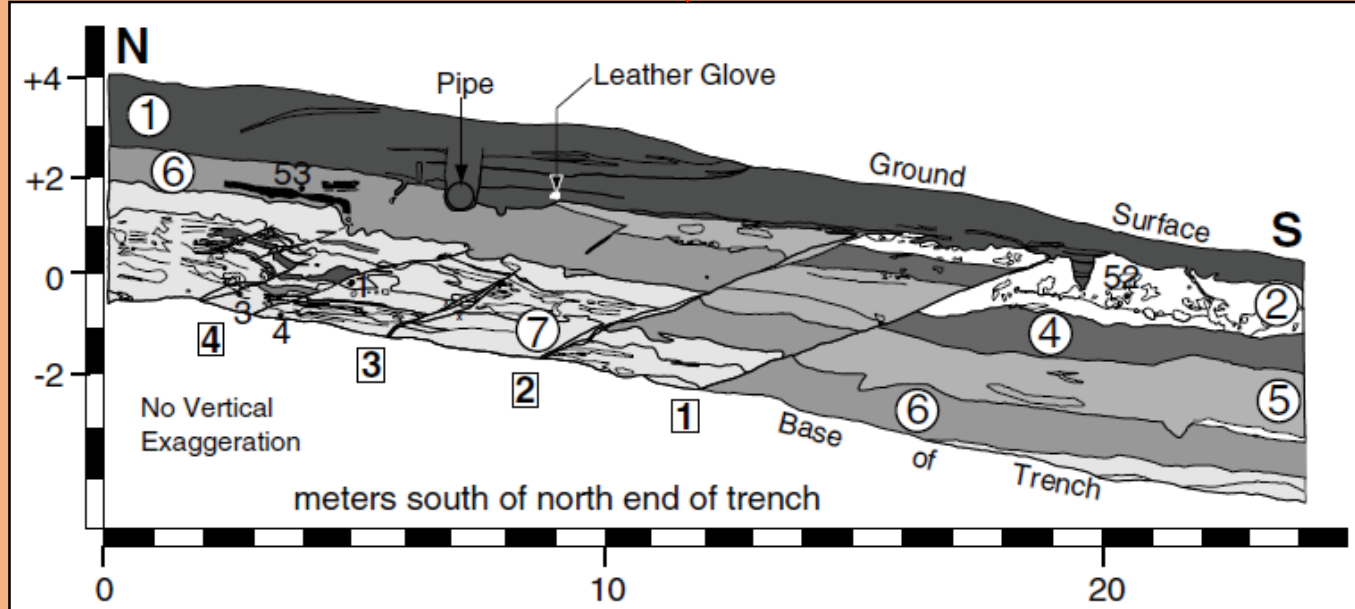 N
+4
Pipe
Leather Glove
1
6
53
+2
Ground
Surface
S
0
1
52
2
3
4
7
4
4
3
2
1
6
5
-2
No Vertical
Exaggeration
Base
of
Trench
meters south of north end of trench
0
10
20